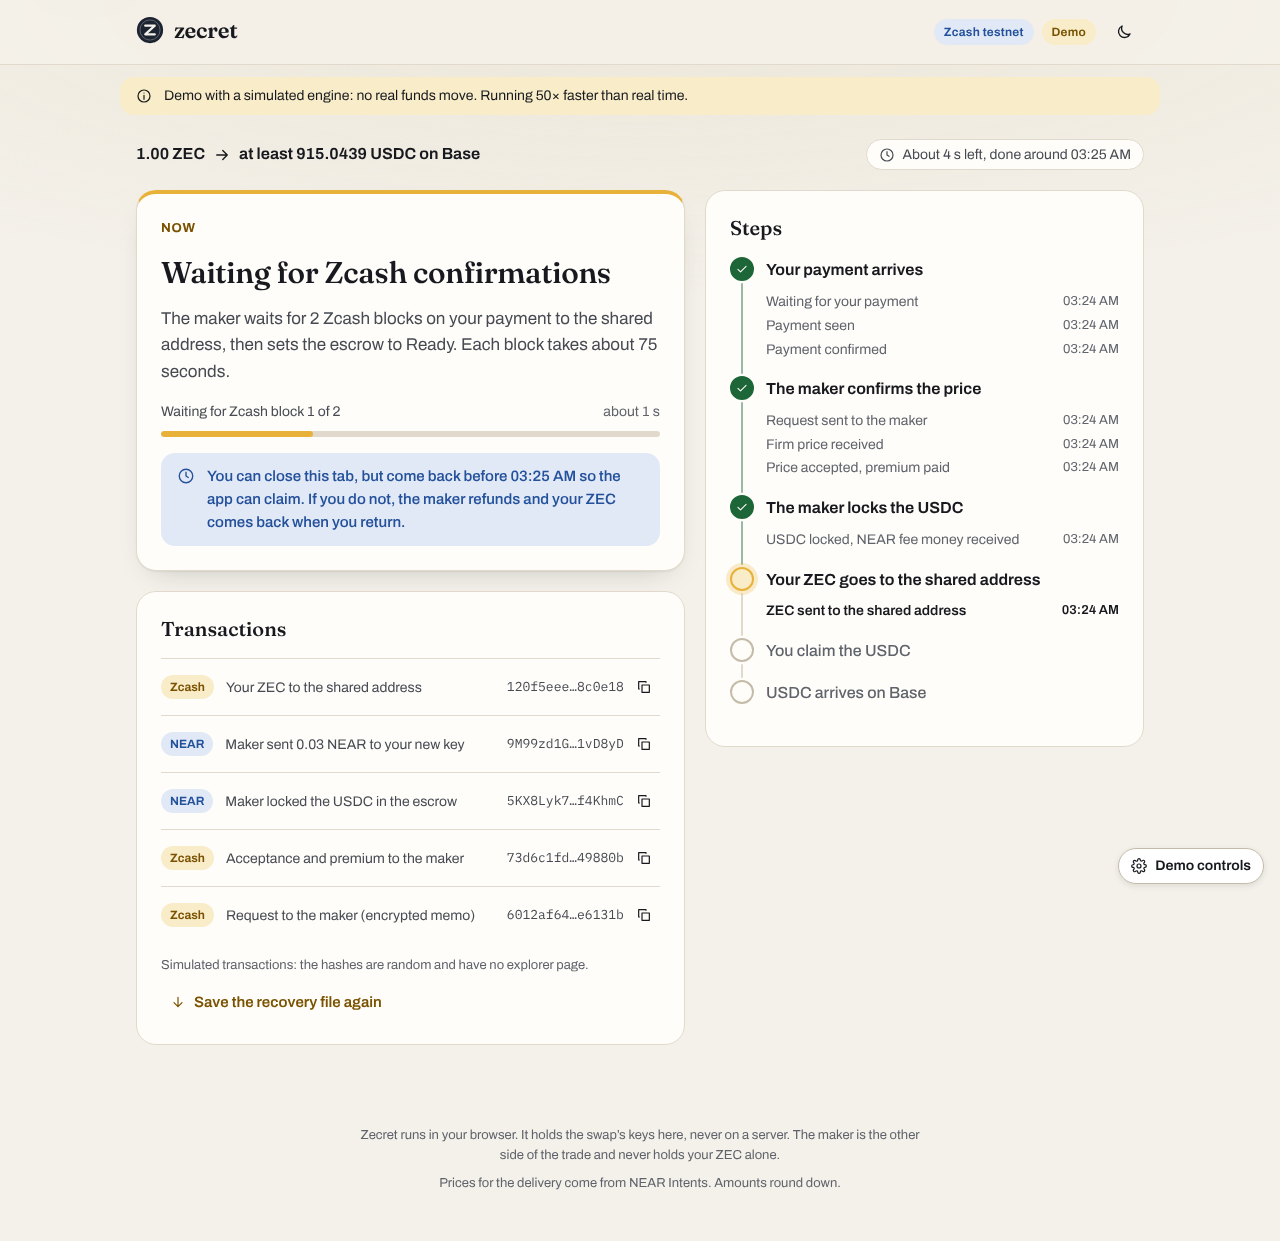 zecret
Zcash testnet
Demo
Demo with a simulated engine: no real funds move. Running 50× faster than real time.
1.00 ZEC → at least 915.0439 USDC on Base
About 4 s left, done around 03:25 AM
NOW
Waiting for Zcash confirmations
The maker waits for 2 Zcash blocks on your payment to the shared
address, then sets the escrow to Ready. Each block takes about 75
seconds.
Waiting for Zcash block 1 of 2
about 1 s
You can close this tab, but come back before 03:25 AM so the
app can claim. If you do not, the maker refunds and your ZEC
comes back when you return.
Transactions
Zcash Your ZEC to the shared address 120f5eee…8c0e18
NEAR Maker sent 0.03 NEAR to your new key 9M99zd1G…1vD8yD
NEAR Maker locked the USDC in the escrow 5KX8Lyk7…f4KhmC
Zcash Acceptance and premium to the maker 73d6c1fd…49880b
Zcash Request to the maker (encrypted memo) 6012af64…e6131b
Simulated transactions: the hashes are random and have no explorer page.
Save the recovery file again
Steps
Your payment arrives
Waiting for your payment 03:24 AM
Payment seen 03:24 AM
Payment confirmed 03:24 AM
The maker confirms the price
Request sent to the maker 03:24 AM
Firm price received 03:24 AM
Price accepted, premium paid 03:24 AM
The maker locks the USDC
USDC locked, NEAR fee money received 03:24 AM
Your ZEC goes to the shared address
ZEC sent to the shared address 03:24 AM
You claim the USDC
USDC arrives on Base
Demo controls
Zecret runs in your browser. It holds the swap's keys here, never on a server. The maker is the other
side of the trade and never holds your ZEC alone.
Prices for the delivery come from NEAR Intents. Amounts round down.